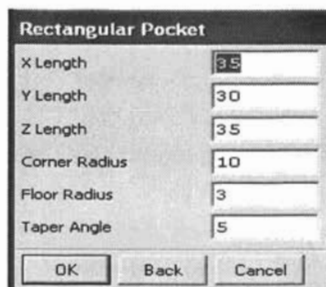 Rectangular Pocket
X Length 35
Y Length 30
Z Length 35
Corner Radius 10
Floor Radius 3
Taper Angle 5
OK Back Cancel